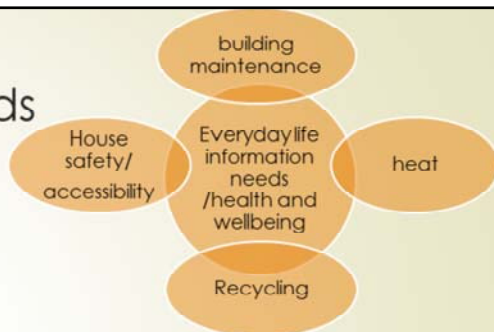 building
maintenance
ds
House
safety/
accessibility
Everyday life
information
needs
/health and
wellbeing
heat
Recycling